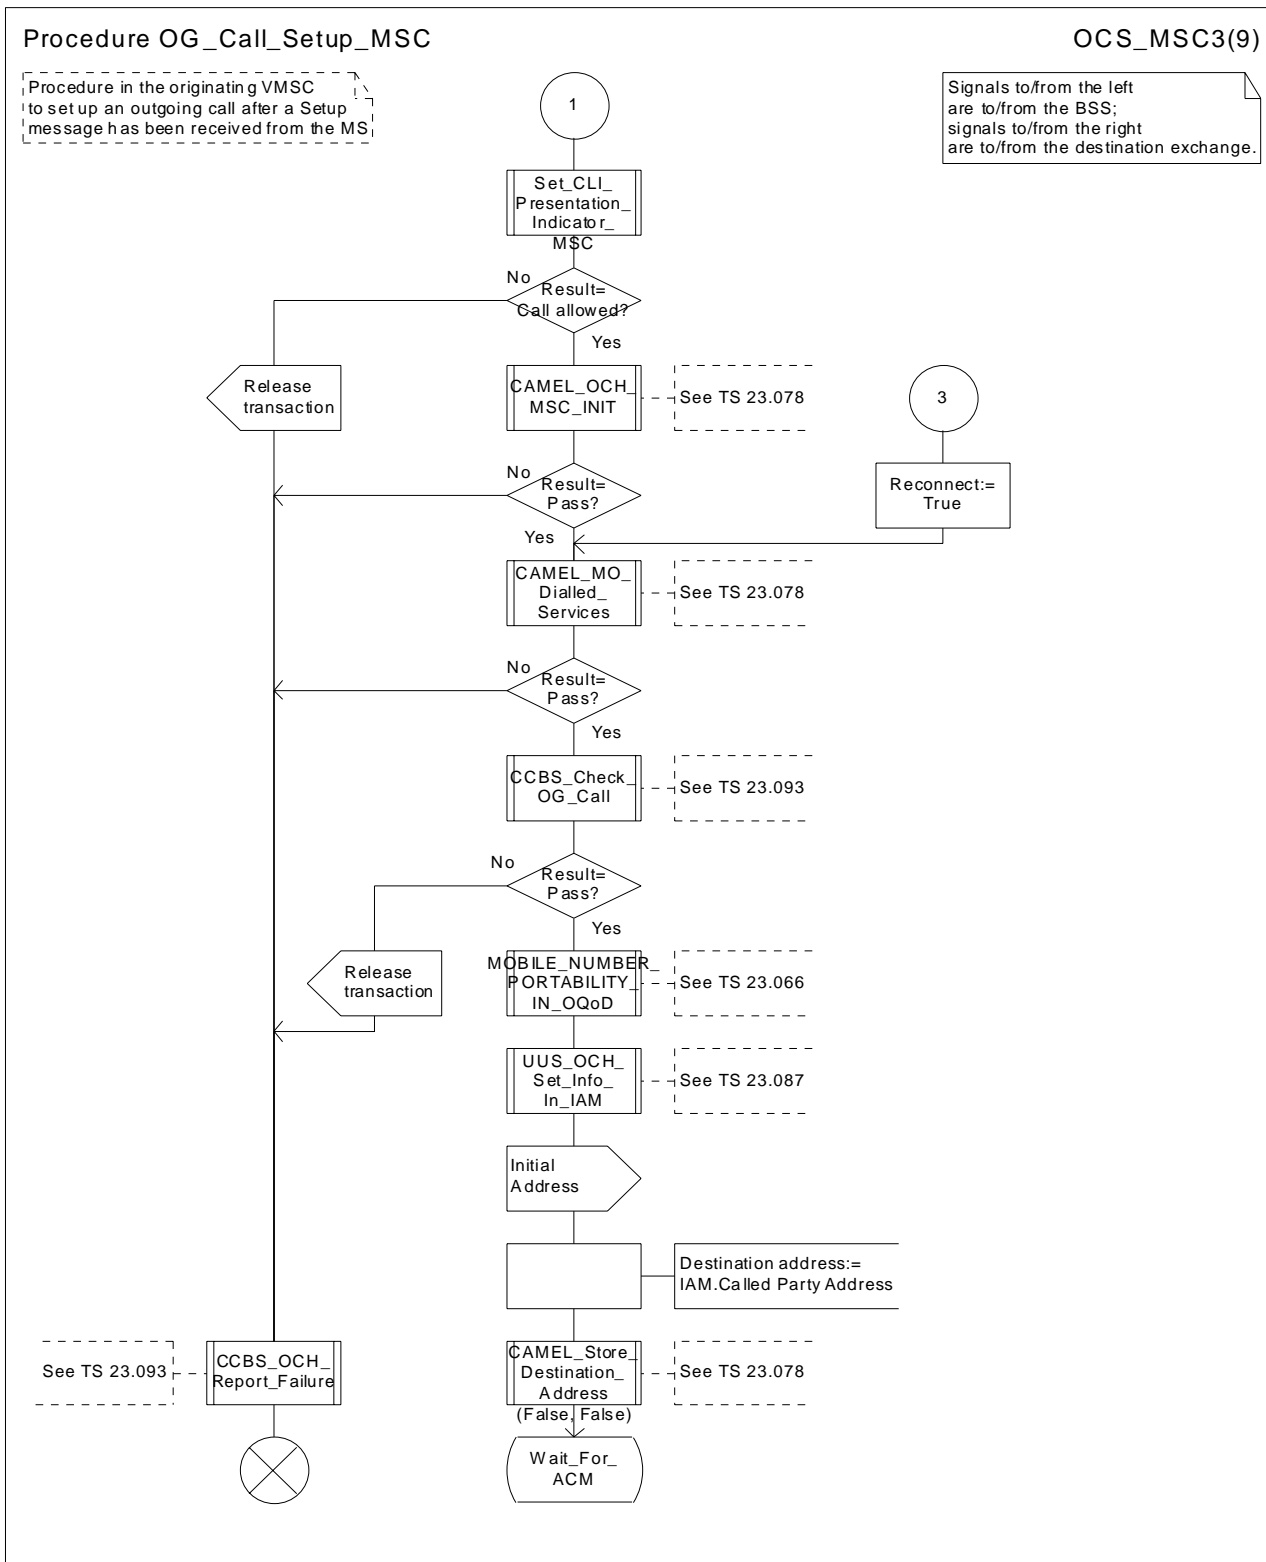 Procedure OG_Call_Setup_MSC
OCS_MSC3(9)
Procedure in the originating VMSC
to set up an outgoing call after a Setup
message has been received from the MS
1
Signals to/from the left
are to/from the BSS;
signals to/from the right
are to/from the destination exchange.
Set_CLI_
Presentation_
Indicator_
MSC
No
Result=
Call allowed?
Yes
Release
transaction
CAMEL_OCH_
MSC_INIT
See TS 23.078
3
No
Result=
Pass?
Yes
Reconnect:=
True
CAMEL_MO_
Dialled_
Services
See TS 23.078
No
Result=
Pass?
Yes
CCBS_Check_
OG_Call
See TS 23.093
No
Result=
Pass?
Yes
Release
transaction
MOBILE_NUMBER_
PORTABILITY_
IN_OQoD
See TS 23.066
UUS_OCH_
Set_Info_
In_IAM
See TS 23.087
Initial
Address
Destination address:=
IAM.Called Party Address
See TS 23.093
CCBS_OCH_
Report_Failure
CAMEL_Store_
Destination_
Address
(False, False)
See TS 23.078
Wait_For_
ACM